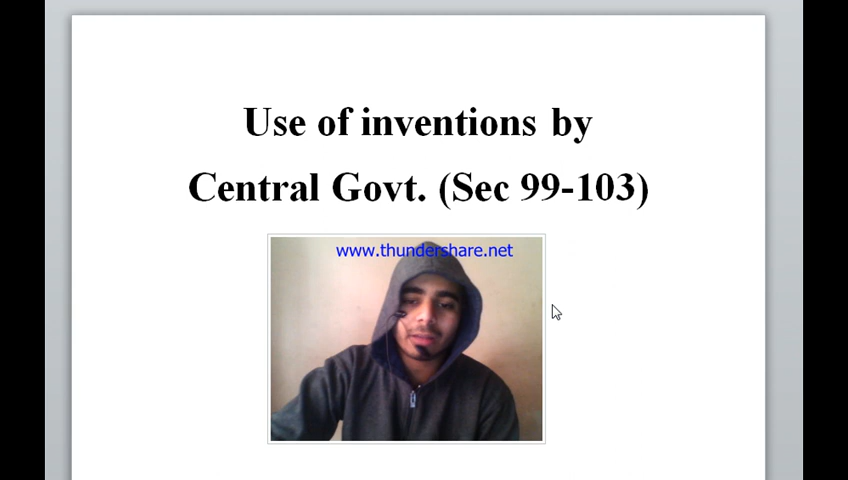 Use of inventions by
Central Govt. (Sec 99-103)
www.thundershare.net